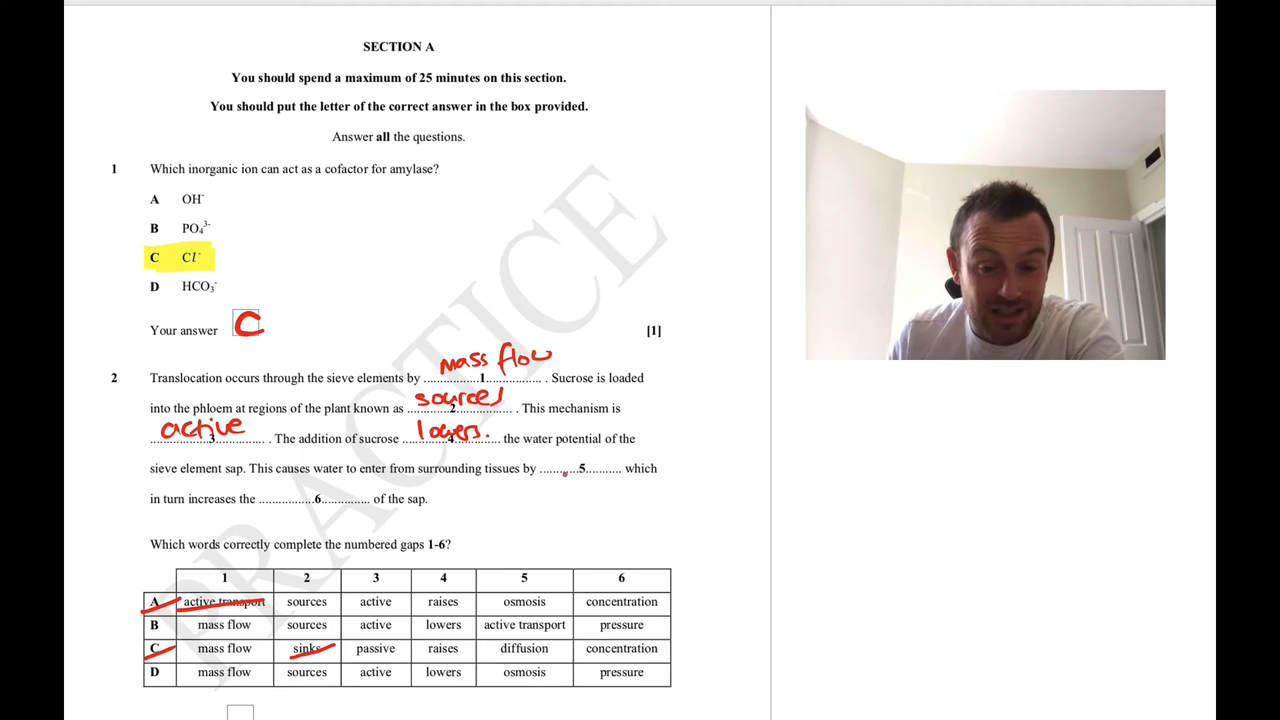 SECTION A
You should spend a maximum of 25 minutes on this section.
You should put the letter of the correct answer in the box provided.
Answer all the questions.
1 Which inorganic ion can act as a cofactor for amylase?
A OH⁻
B PO₄³⁻
C Cl⁻
D HCO₃⁻
Your answer C [1]
mass flow
2 Translocation occurs through the sieve elements by .................1................. . Sucrose is loaded
sources
into the phloem at regions of the plant known as .............2................. . This mechanism is
active lowers.
...................3............... . The addition of sucrose ..............4.............. the water potential of the
sieve element sap. This causes water to enter from surrounding tissues by ............5........... which
in turn increases the .................6............... of the sap.
Which words correctly complete the numbered gaps 1-6?
1 2 3 4 5 6
A active transport sources active raises osmosis concentration
B mass flow sources active lowers active transport pressure
C mass flow sinks passive raises diffusion concentration
D mass flow sources active lowers osmosis pressure
PRACTICE